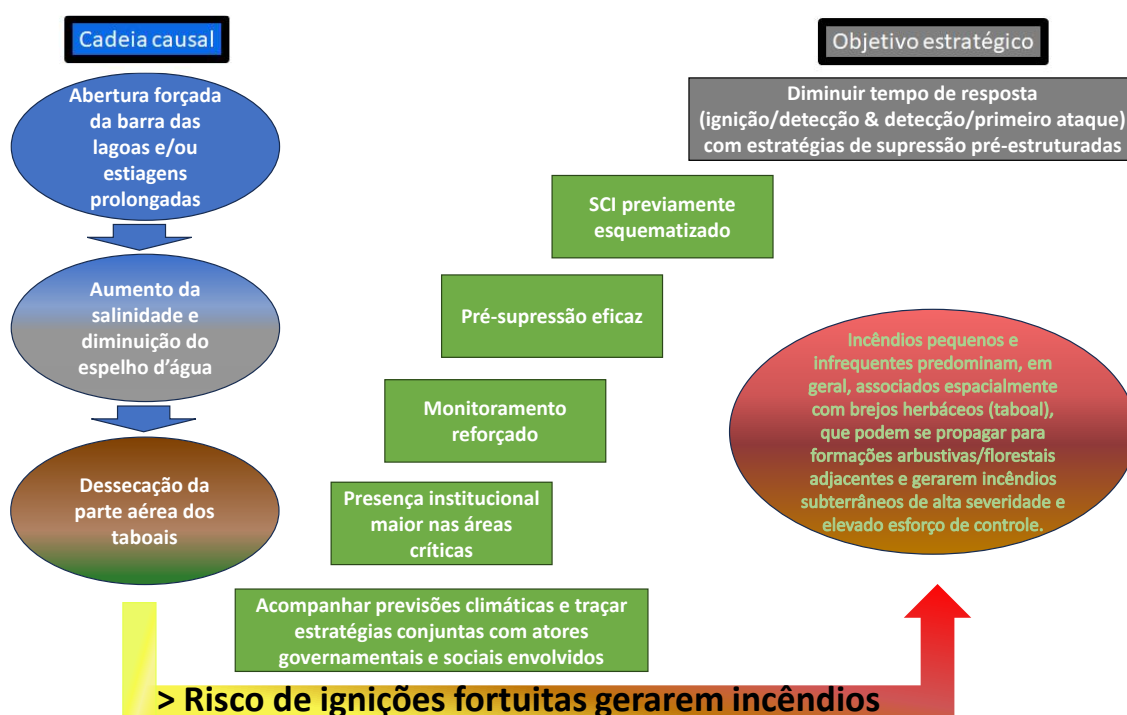 Cadeia causal
Abertura forçada
da barra das
lagoas e/ou
estiagens
prolongadas
Aumento da
salinidade e
diminuição do
espelho d'água
Dessecação da
parte aérea dos
taboais
Objetivo estratégico
Diminuir tempo de resposta
(ignição/detecção & detecção/primeiro ataque)
com estratégias de supressão pré-estruturadas
SCI previamente
esquematizado
Pré-supressão eficaz
Monitoramento
reforçado
Presença institucional
maior nas áreas
críticas
Acompanhar previsões climáticas e traçar
estratégias conjuntas com atores
governamentais e sociais envolvidos
Incêndios pequenos e
infrequentes predominam, em
geral, associados espacialmente
com brejos herbáceos (taboal),
que podem se propagar para
formações arbustivas/florestais
adjacentes e gerarem incêndios
subterrâneos de alta severidade e
elevado esforço de controle.
> Risco de ignições fortuitas gerarem incêndios